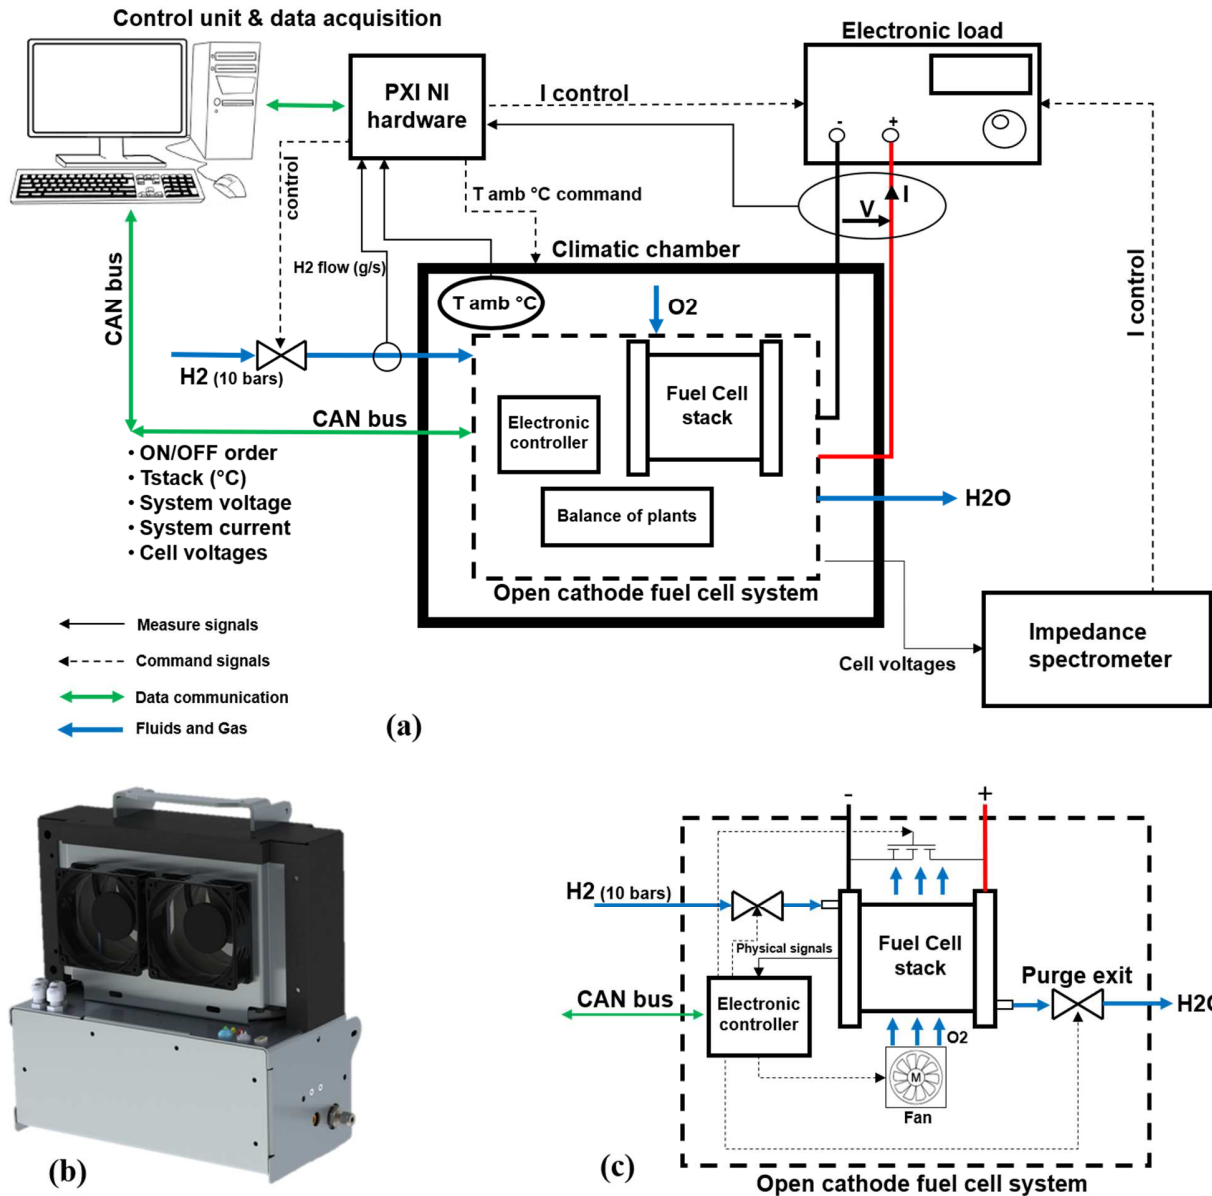 Control unit & data acquisition
Electronic load
PXI NI
hardware
I control
- +
control
T amb °C command
V
I
Climatic chamber
H2 flow (g/s)
CAN bus
T amb °C
O2
I control
H2 (10 bars)
Fuel Cell
stack
CAN bus
Electronic
controller
• ON/OFF order
• Tstack (°C)
• System voltage
• System current
• Cell voltages
H2O
Balance of plants
Open cathode fuel cell system
Impedance
spectrometer
Cell voltages
Measure signals
Command signals
Data communication
Fluids and Gas
(a)
- +
H2 (10 bars)
Physical signals
Fuel Cell
stack
Purge exit
CAN bus
Electronic
controller
H2O
O2
M
Fan
(b)
(c)
Open cathode fuel cell system